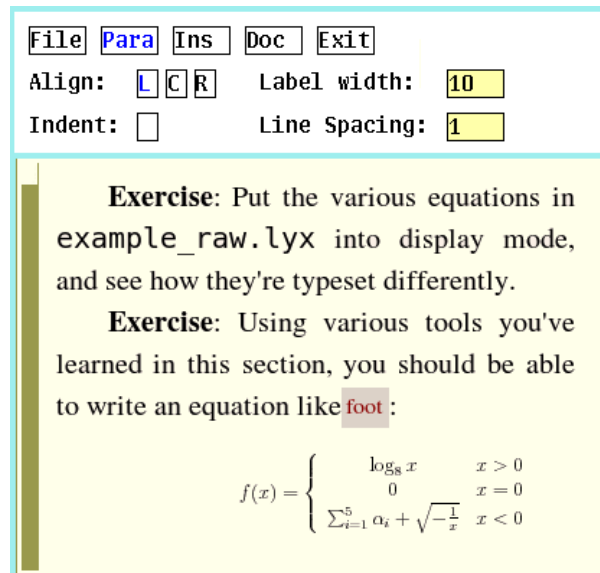 File Para Ins Doc Exit
Align: L C R Label width: 10
Indent: Line Spacing: 1
Exercise: Put the various equations in
example_raw.lyx into display mode,
and see how they're typeset differently.
Exercise: Using various tools you've
learned in this section, you should be able
to write an equation like foot :
log₈ x x > 0
f(x) = { 0 x = 0
∑⁵ᵢ₌₁ αᵢ + √(−1/x) x < 0